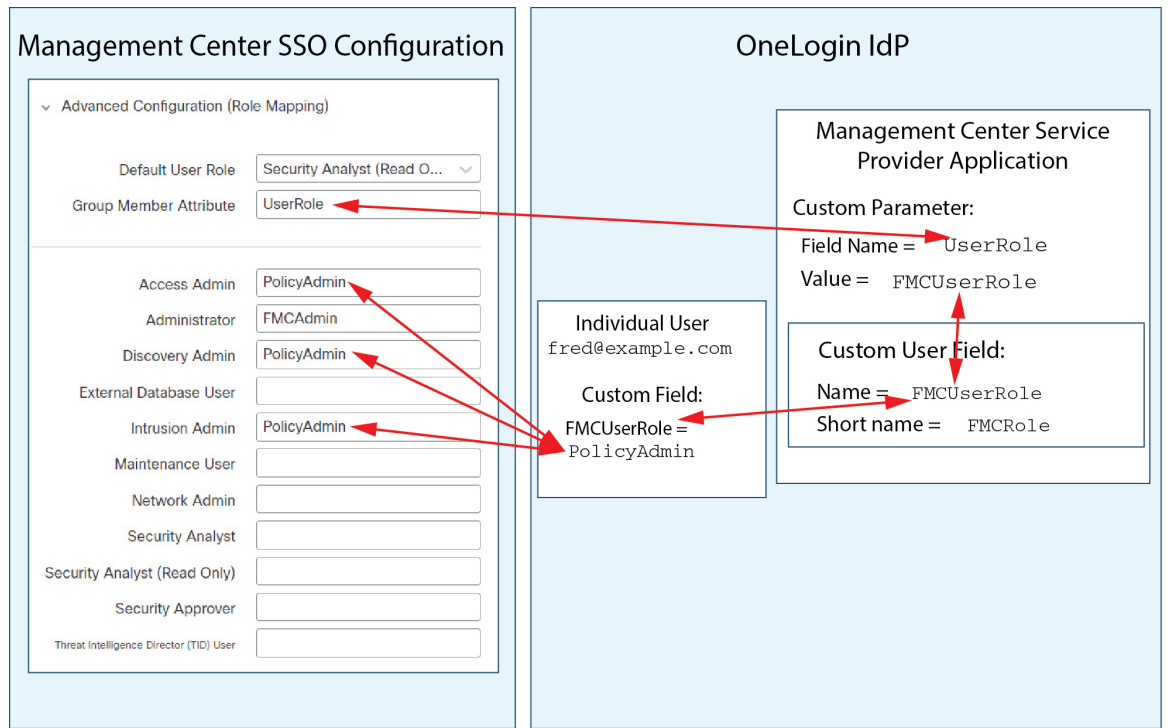 Management Center SSO Configuration
Advanced Configuration (Role Mapping)
Default User Role Security Analyst (Read O...
Group Member Attribute UserRole
Access Admin PolicyAdmin
Administrator FMCAdmin
Discovery Admin PolicyAdmin
External Database User
Intrusion Admin PolicyAdmin
Maintenance User
Network Admin
Security Analyst
Security Analyst (Read Only)
Security Approver
Threat Intelligence Director (TID) User
OneLogin IdP
Individual User
fred@example.com
Custom Field:
FMCUserRole =
PolicyAdmin
Management Center Service
Provider Application
Custom Parameter:
Field Name = UserRole
Value = FMCUserRole
Custom User Field:
Name = FMCUserRole
Short name = FMCRole